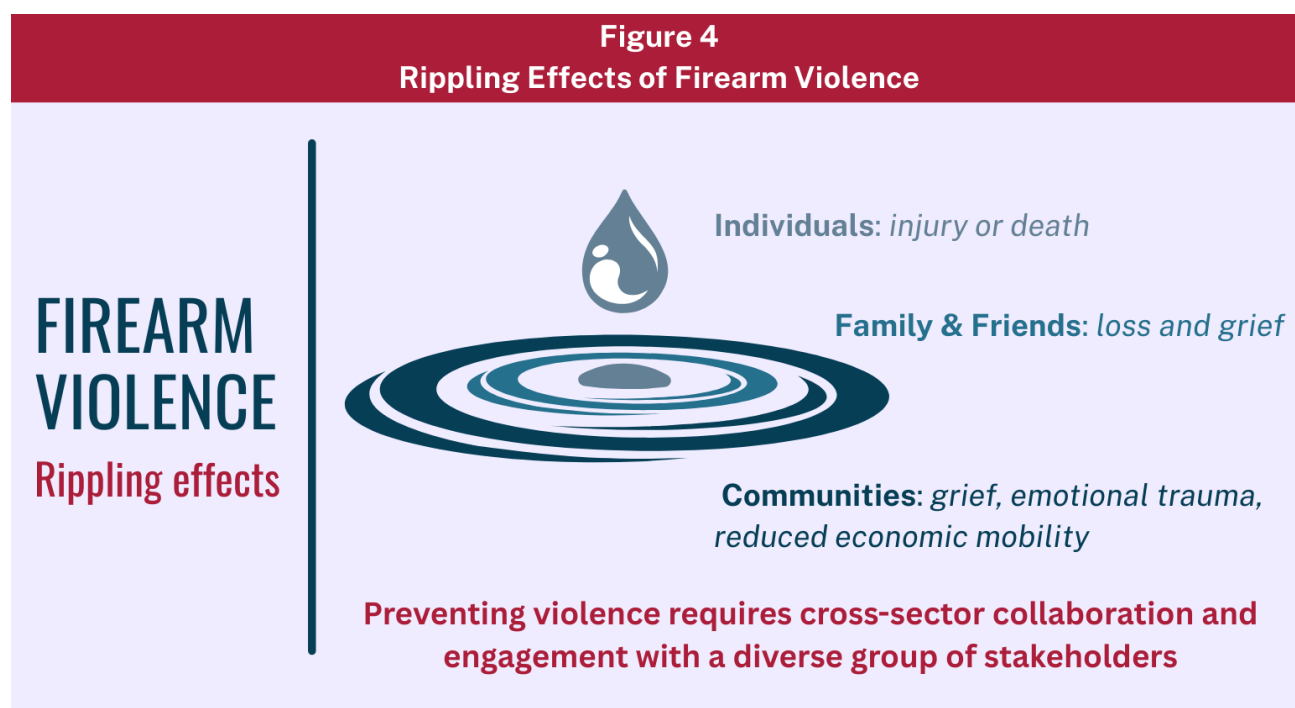 Figure 4
Rippling Effects of Firearm Violence
FIREARM
VIOLENCE
Rippling effects
Individuals: injury or death
Family & Friends: loss and grief
Communities: grief, emotional trauma,
reduced economic mobility
Preventing violence requires cross-sector collaboration and
engagement with a diverse group of stakeholders